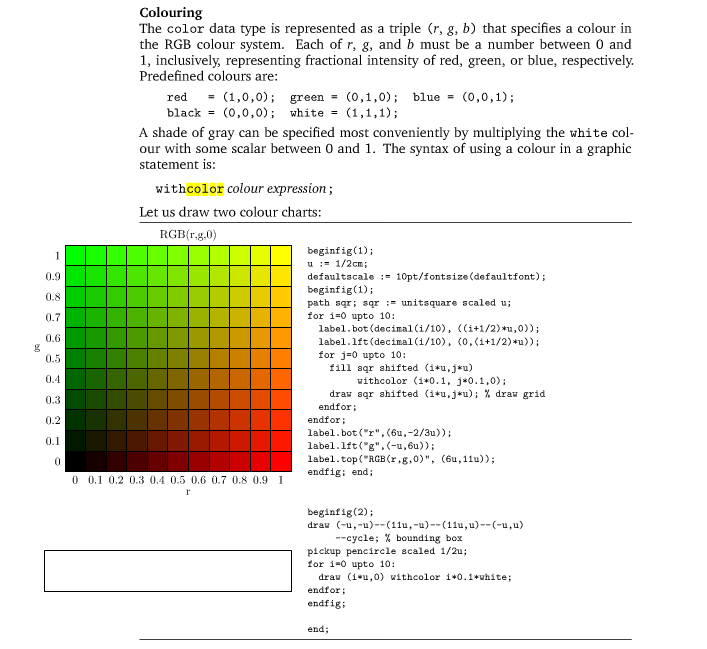 Colouring
The color data type is represented as a triple (r, g, b) that specifies a colour in
the RGB colour system. Each of r, g, and b must be a number between 0 and
1, inclusively, representing fractional intensity of red, green, or blue, respectively.
Predefined colours are:
red = (1,0,0); green = (0,1,0); blue = (0,0,1);
black = (0,0,0); white = (1,1,1);
A shade of gray can be specified most conveniently by multiplying the white col-
our with some scalar between 0 and 1. The syntax of using a colour in a graphic
statement is:
withcolor colour expression;
Let us draw two colour charts:
RGB(r,g,0)
1
0.9
0.8
0.7
0.6
g
0.5
0.4
0.3
0.2
0.1
0
0 0.1 0.2 0.3 0.4 0.5 0.6 0.7 0.8 0.9 1
r
beginfig(1);
u := 1/2cm;
defaultscale := 10pt/fontsize(defaultfont);
beginfig(1);
path sqr; sqr := unitsquare scaled u;
for i=0 upto 10:
label.bot(decimal(i/10), ((i+1/2)*u,0));
label.lft(decimal(i/10), (0,(i+1/2)*u));
for j=0 upto 10:
fill sqr shifted (i*u,j*u)
withcolor (i*0.1, j*0.1,0);
draw sqr shifted (i*u,j*u); % draw grid
endfor;
endfor;
label.bot("r",(6u,-2/3u));
label.lft("g",(-u,6u));
label.top("RGB(r,g,0)", (6u,11u));
endfig; end;
beginfig(2);
draw (-u,-u)--(11u,-u)--(11u,u)--(-u,u)
--cycle; % bounding box
pickup pencircle scaled 1/2u;
for i=0 upto 10:
draw (i*u,0) withcolor i*0.1*white;
endfor;
endfig;
end;